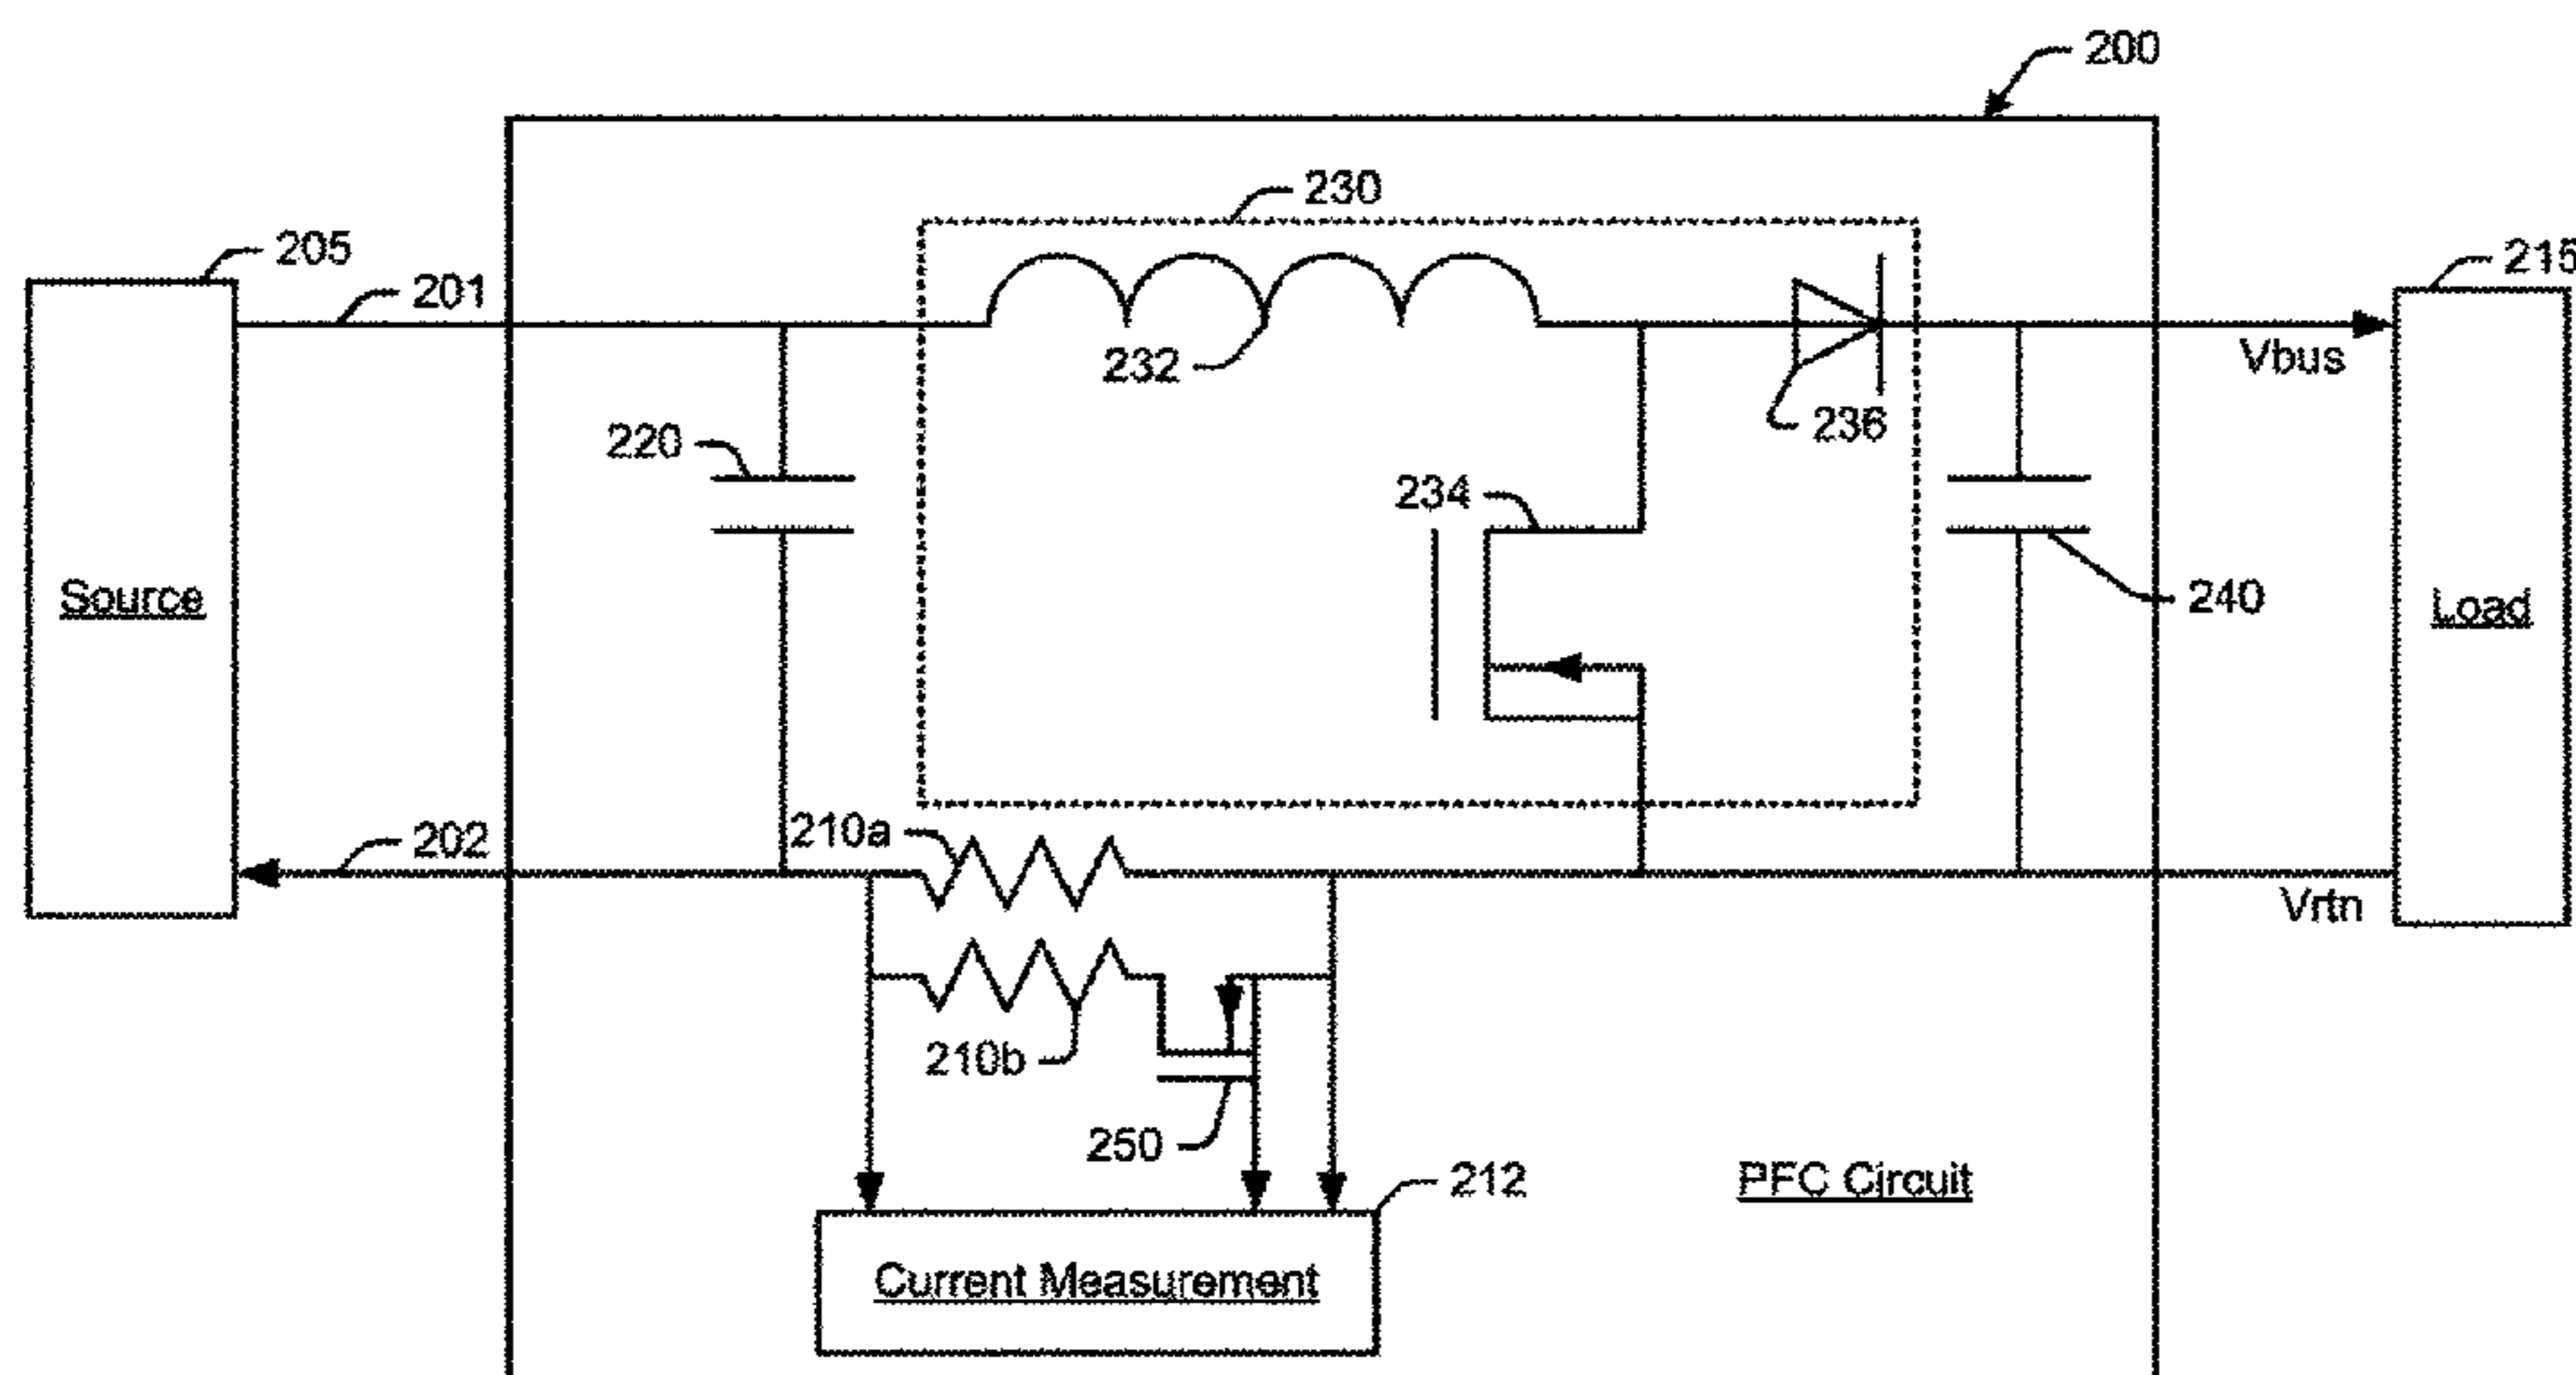 200
230
205
215
201
232
Vbus
236
220
234
Source
240
Load
210a
202
Vrtn
210b
250
212
PFC Circuit
Current Measurement